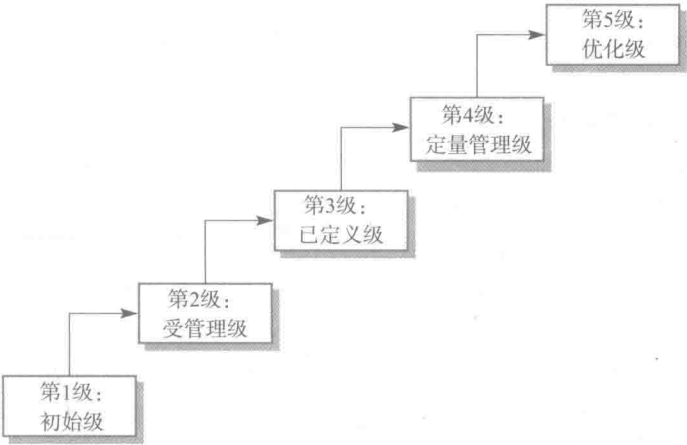 第5级：
优化级
第4级：
定量管理级
第3级：
已定义级
第2级：
受管理级
第1级：
初始级